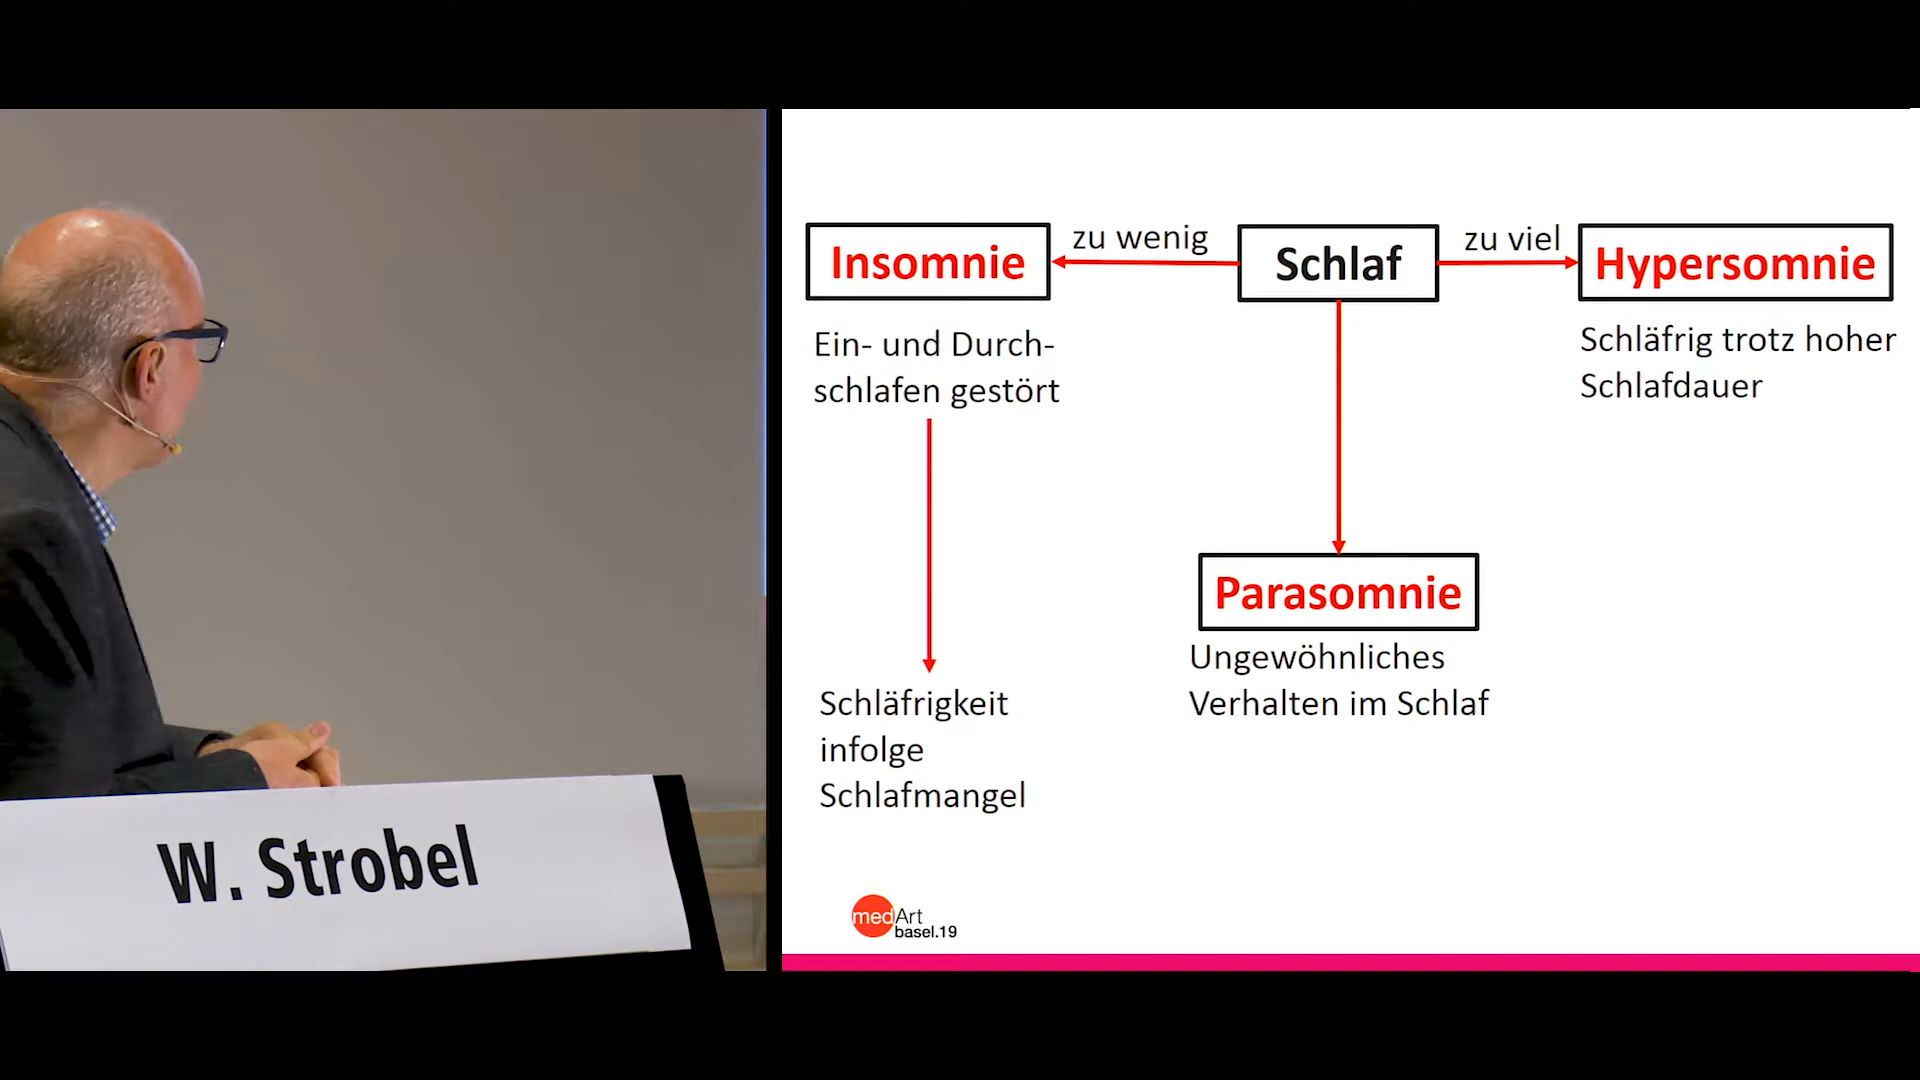 W. Strobel
Insomnie
zu wenig
Schlaf
zu viel
Hypersomnie
Ein- und Durch-
schlafen gestört
Schläfrig trotz hoher
Schlafdauer
Parasomnie
Ungewöhnliches
Verhalten im Schlaf
Schläfrigkeit
infolge
Schlafmangel
medArt
basel.19